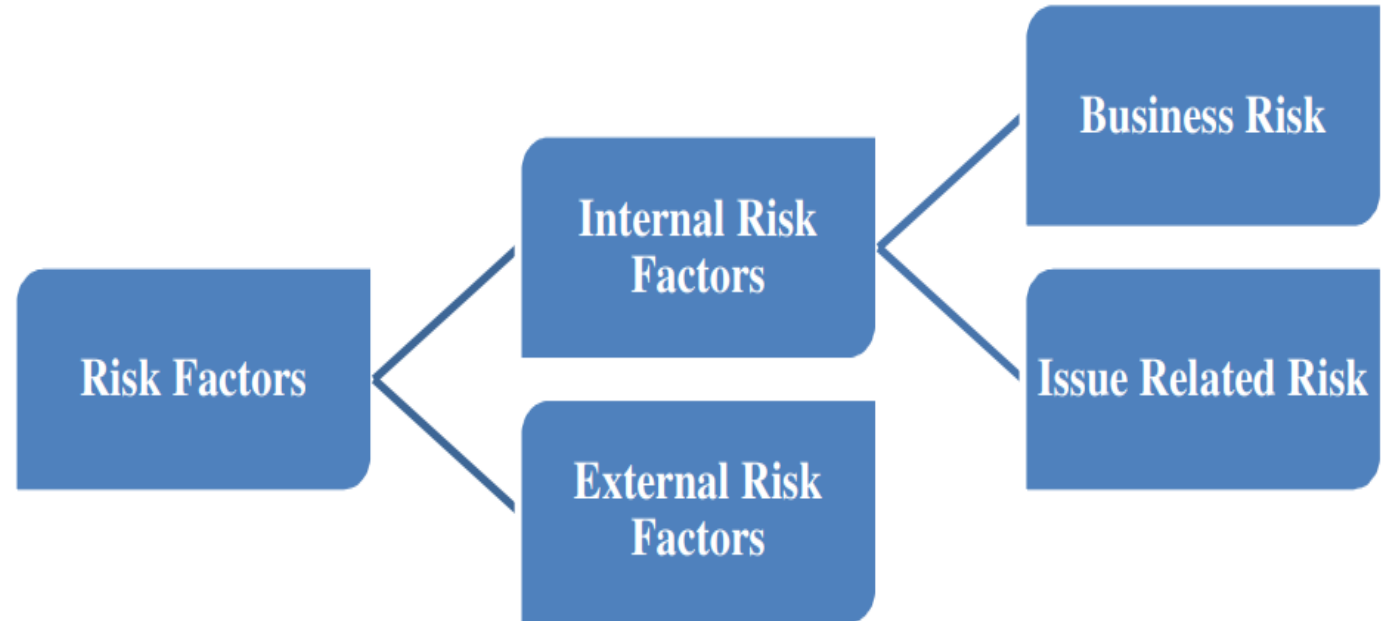 Risk Factors
Internal Risk
Factors
External Risk
Factors
Business Risk
Issue Related Risk